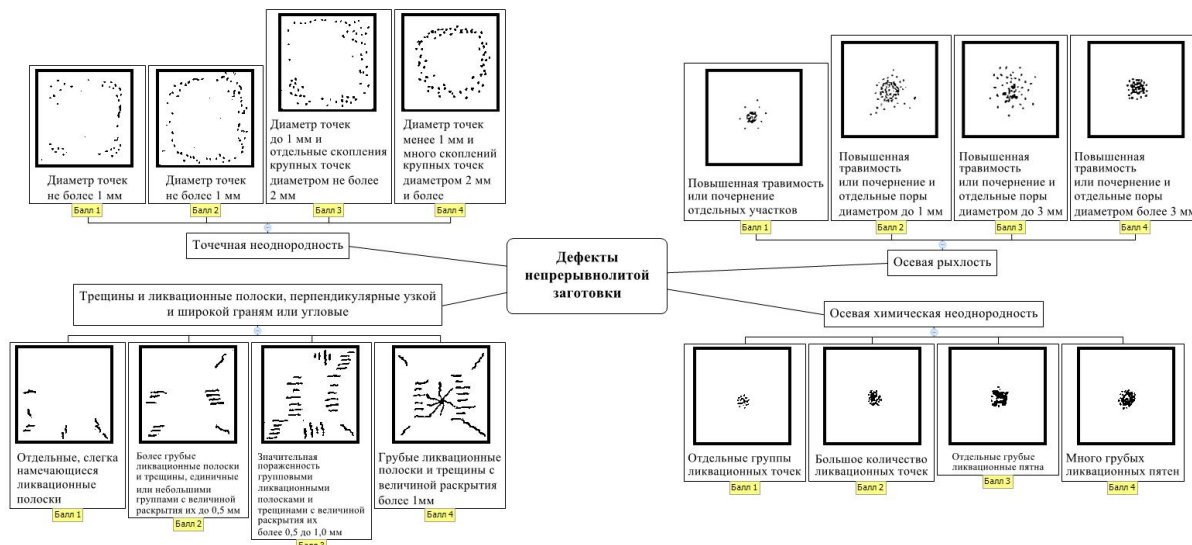 Диаметр точек
не более 1 мм
Балл 1
Диаметр точек
не более 1 мм
Балл 2
Диаметр точек
до 1 мм и
отдельные скопления
крупных точек
диаметром не более
2 мм
Балл 3
Диаметр точек
менее 1 мм и
много скоплений
крупных точек
диаметром 2 мм
и более
Балл 4
Точечная неоднородность
Повышенная травимость
или почернение
отдельных участков
Балл 1
Повышенная
травимость
или почернение и
отдельные поры
диаметром до 1 мм
Балл 2
Повышенная
травимость
или почернение и
отдельные поры
диаметром до 3 мм
Балл 3
Повышенная
травимость
или почернение и
отдельные поры
диаметром более 3 мм
Балл 4
Осевая рыхлость
Дефекты
непрерывнолитой
заготовки
Трещины и ликвационные полоски, перпендикулярные узкой
и широкой граням или угловые
Отдельные, слегка
намечающиеся
ликвационные
полоски
Балл 1
Более грубые
ликвационные полоски
и трещины, единичные
или небольшими
группами с величиной
раскрытия их до 0,5 мм
Балл 2
Значительная
пораженность
групповыми
ликвационными
полосками и
трещинами с величиной
раскрытия их
более 0,5 до 1,0 мм
Балл 3
Грубые ликвационные
полоски и трещины с
величиной раскрытия
более 1мм
Балл 4
Осевая химическая неоднородность
Отдельные группы
ликвационных точек
Балл 1
Большое количество
ликвационных точек
Балл 2
Отдельные грубые
ликвационные пятна
Балл 3
Много грубых
ликвационных пятен
Балл 4